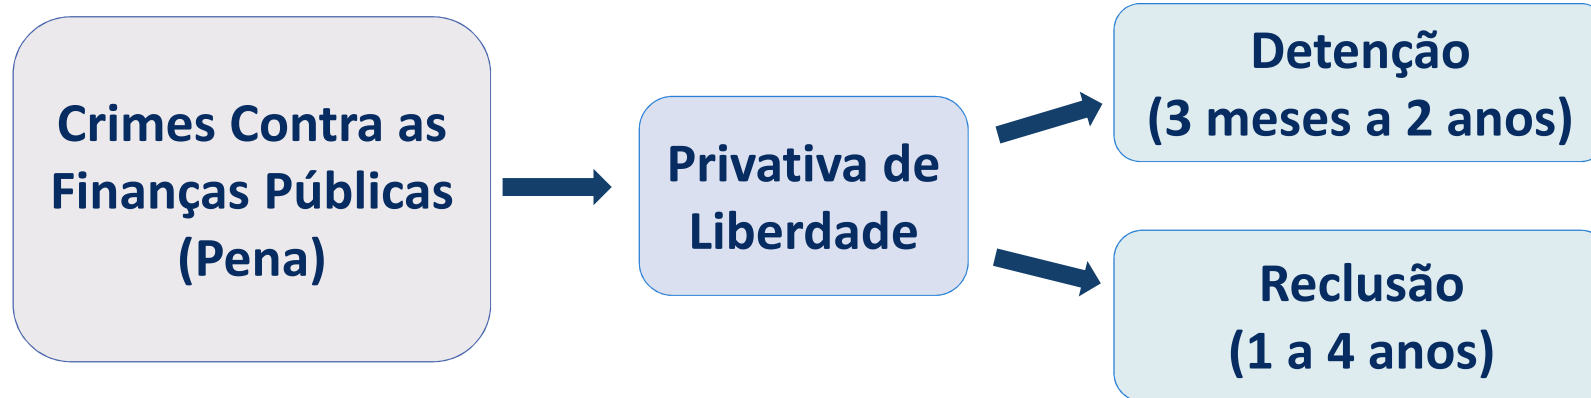 Crimes Contra as
Finanças Públicas
(Pena)
Privativa de
Liberdade
Detenção
(3 meses a 2 anos)
Reclusão
(1 a 4 anos)